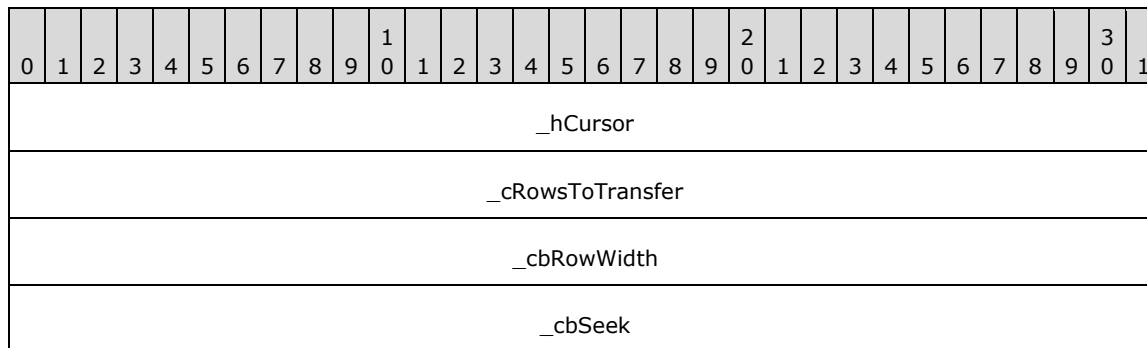 1 2 3
0 1 2 3 4 5 6 7 8 9 0 1 2 3 4 5 6 7 8 9 0 1 2 3 4 5 6 7 8 9 0 1
_hCursor
_cRowsToTransfer
_cbRowWidth
_cbSeek